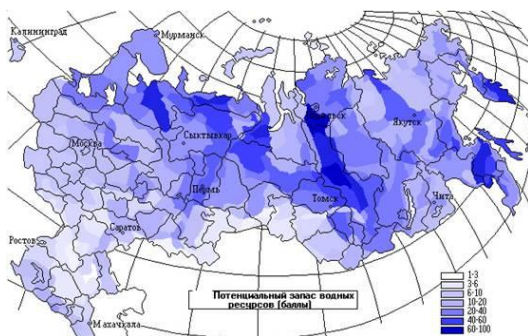 Калининград
Мурманск
Сыктывкар
Якутск
Москва
Пермь
Томск
Чита
Саратов
Ростов
Махачкала
Потенциальный запас водных
ресурсов (баллы)
1-3
3-6
6-10
10-20
20-40
40-60
60-100